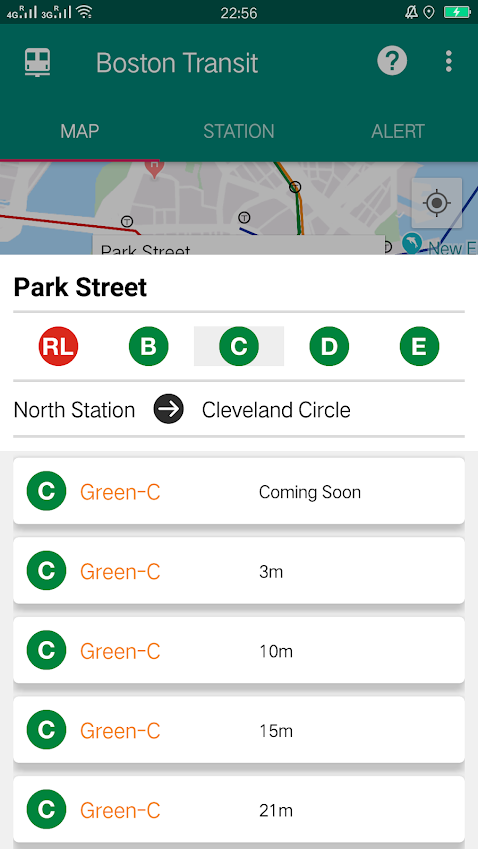 4G R 3G R 22:56
Boston Transit ?
MAP STATION ALERT
T T
Park Street
New E
Park Street
RL B C D E
North Station → Cleveland Circle
C Green-C Coming Soon
C Green-C 3m
C Green-C 10m
C Green-C 15m
C Green-C 21m